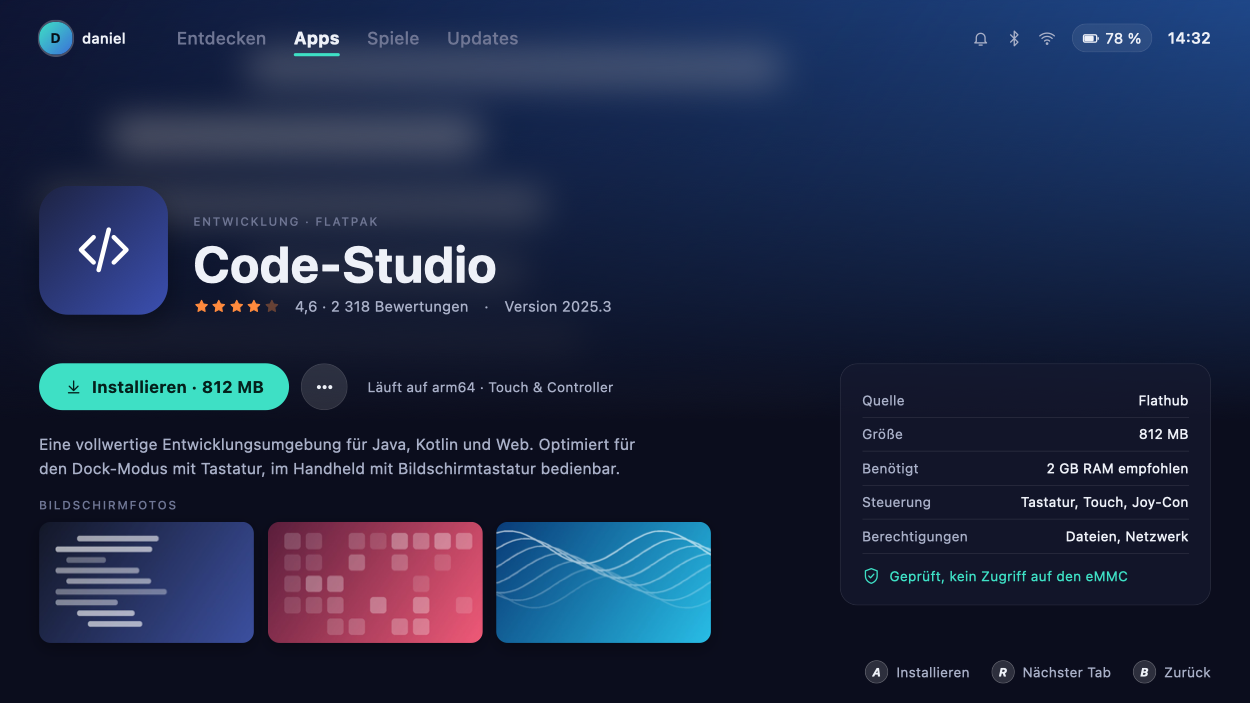 D daniel Entdecken Apps Spiele Updates 78 % 14:32
ENTWICKLUNG · FLATPAK
Code-Studio
4,6 · 2 318 Bewertungen · Version 2025.3
Installieren · 812 MB ••• Läuft auf arm64 · Touch & Controller
Eine vollwertige Entwicklungsumgebung für Java, Kotlin und Web. Optimiert für
den Dock-Modus mit Tastatur, im Handheld mit Bildschirmtastatur bedienbar.
BILDSCHIRMFOTOS
Quelle Flathub
Größe 812 MB
Benötigt 2 GB RAM empfohlen
Steuerung Tastatur, Touch, Joy-Con
Berechtigungen Dateien, Netzwerk
Geprüft, kein Zugriff auf den eMMC
A Installieren R Nächster Tab B Zurück